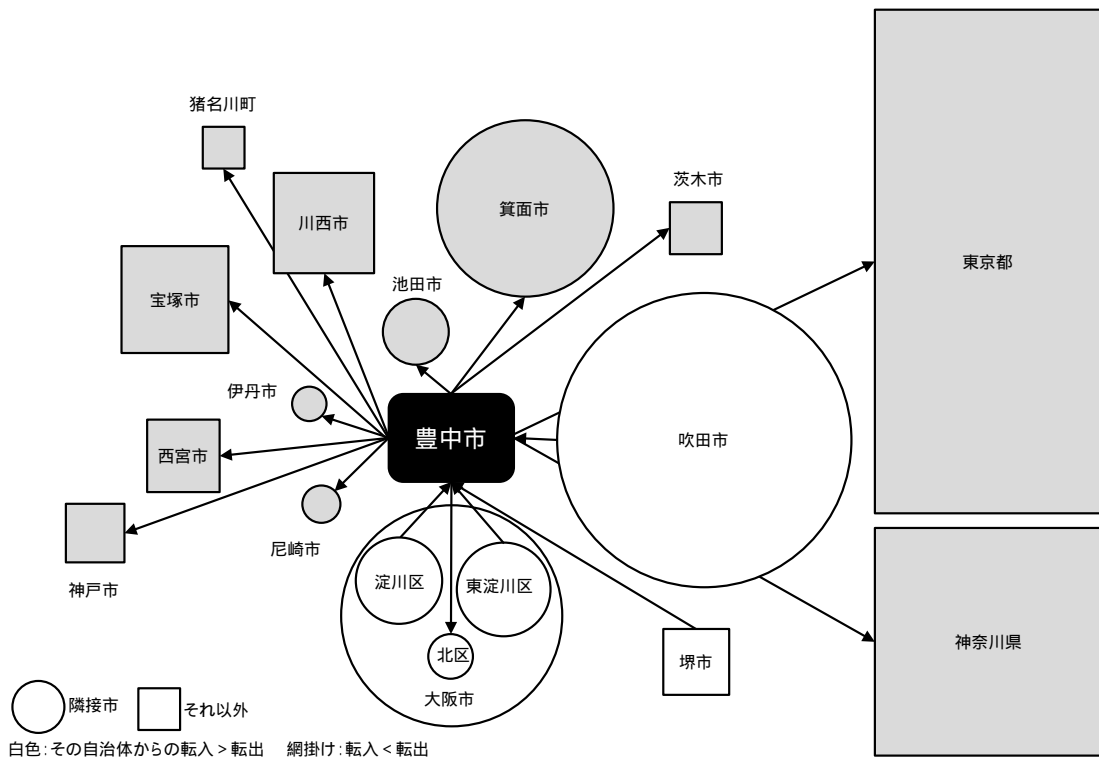 猪名川町
川西市
宝塚市
箕面市
茨木市
池田市
東京都
伊丹市
豊中市
吹田市
西宮市
尼崎市
神戸市
淀川区
東淀川区
北区
大阪市
堺市
神奈川県
隣接市
それ以外
白色:その自治体からの転入>転出 網掛け:転入<転出